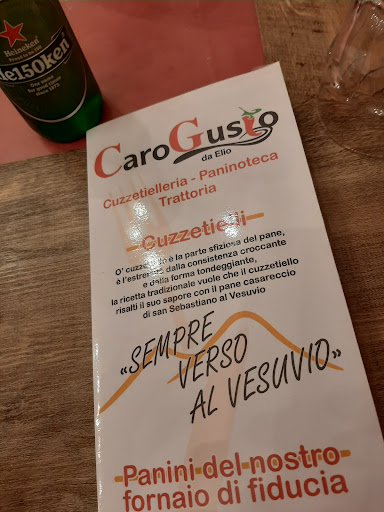 Heineken
de150ken
CaroGusto
da Elio
Cuzzetielleria - Paninoteca
Trattoria
Cuzzetielli
O' cuzzetiello è la parte sfiziosa del pane,
è l'estremità dalla consistenza croccante
e dalla forma tondeggiante,
la ricetta tradizionale vuole che il cuzzetiello
risalti il suo sapore con il pane casareccio
di san Sebastiano al Vesuvio
«SEMPRE
VERSO
AL VESUVIO»
Panini del nostro
fornaio di fiducia